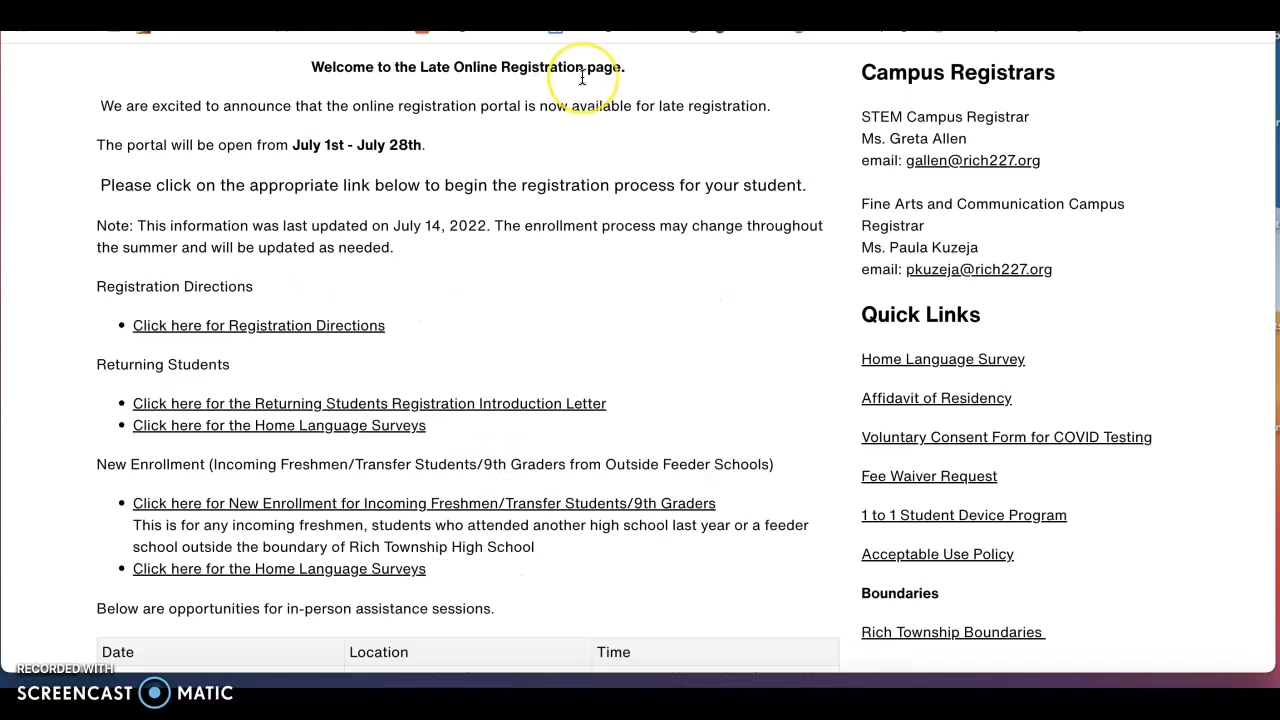 Welcome to the Late Online Registration page.
We are excited to announce that the online registration portal is now available for late registration.
The portal will be open from July 1st - July 28th.
Please click on the appropriate link below to begin the registration process for your student.
Note: This information was last updated on July 14, 2022. The enrollment process may change throughout
the summer and will be updated as needed.
Registration Directions
• Click here for Registration Directions
Returning Students
• Click here for the Returning Students Registration Introduction Letter
• Click here for the Home Language Surveys
New Enrollment (Incoming Freshmen/Transfer Students/9th Graders from Outside Feeder Schools)
• Click here for New Enrollment for Incoming Freshmen/Transfer Students/9th Graders
This is for any incoming freshmen, students who attended another high school last year or a feeder
school outside the boundary of Rich Township High School
• Click here for the Home Language Surveys
Below are opportunities for in-person assistance sessions.
Date Location Time
Campus Registrars
STEM Campus Registrar
Ms. Greta Allen
email: gallen@rich227.org
Fine Arts and Communication Campus
Registrar
Ms. Paula Kuzeja
email: pkuzeja@rich227.org
Quick Links
Home Language Survey
Affidavit of Residency
Voluntary Consent Form for COVID Testing
Fee Waiver Request
1 to 1 Student Device Program
Acceptable Use Policy
Boundaries
Rich Township Boundaries
RECORDED WITH
SCREENCAST MATIC